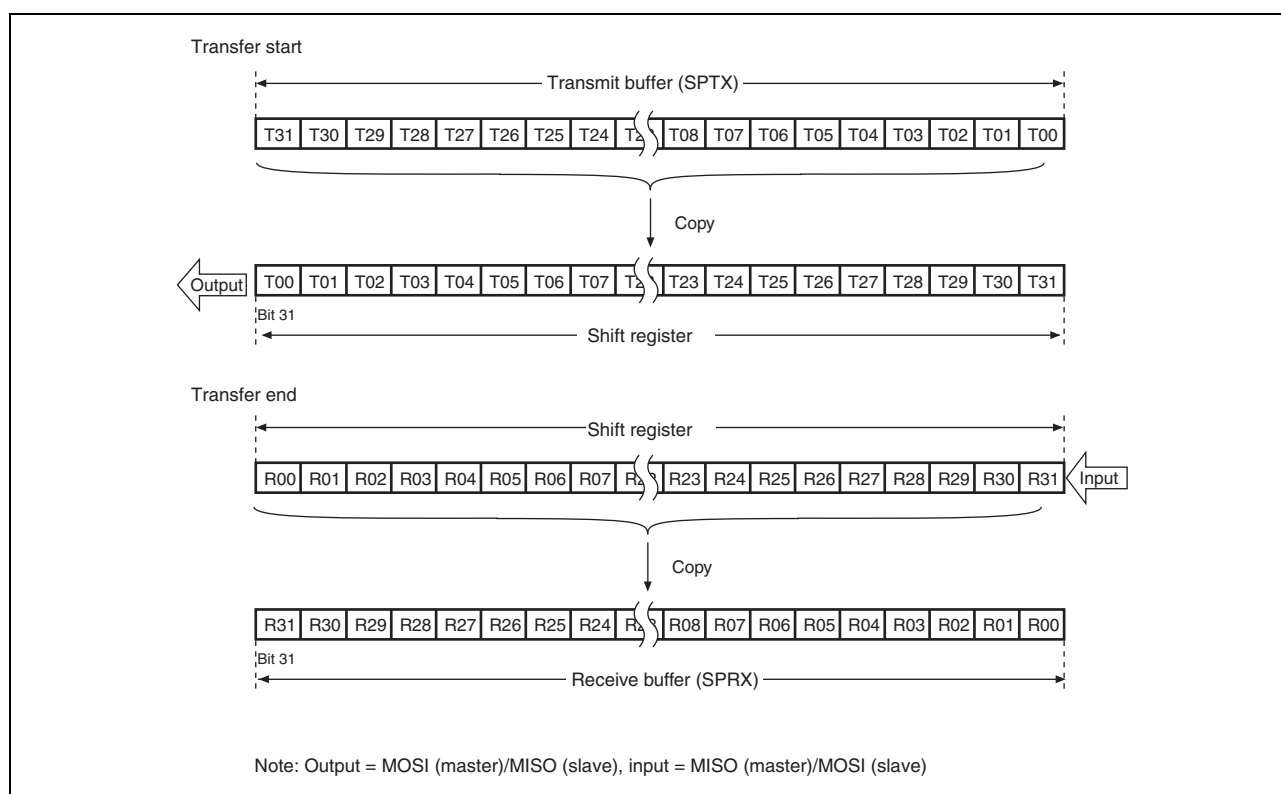 Transfer start
Transmit buffer (SPTX)
T31 T30 T29 T28 T27 T26 T25 T24 T08 T07 T06 T05 T04 T03 T02 T01 T00
Copy
Output T00 T01 T02 T03 T04 T05 T06 T07 T23 T24 T25 T26 T27 T28 T29 T30 T31
Bit 31
Shift register
Transfer end
Shift register
R00 R01 R02 R03 R04 R05 R06 R07 R23 R24 R25 R26 R27 R28 R29 R30 R31 Input
Copy
R31 R30 R29 R28 R27 R26 R25 R24 R08 R07 R06 R05 R04 R03 R02 R01 R00
Bit 31
Receive buffer (SPRX)
Note: Output = MOSI (master)/MISO (slave), input = MISO (master)/MOSI (slave)